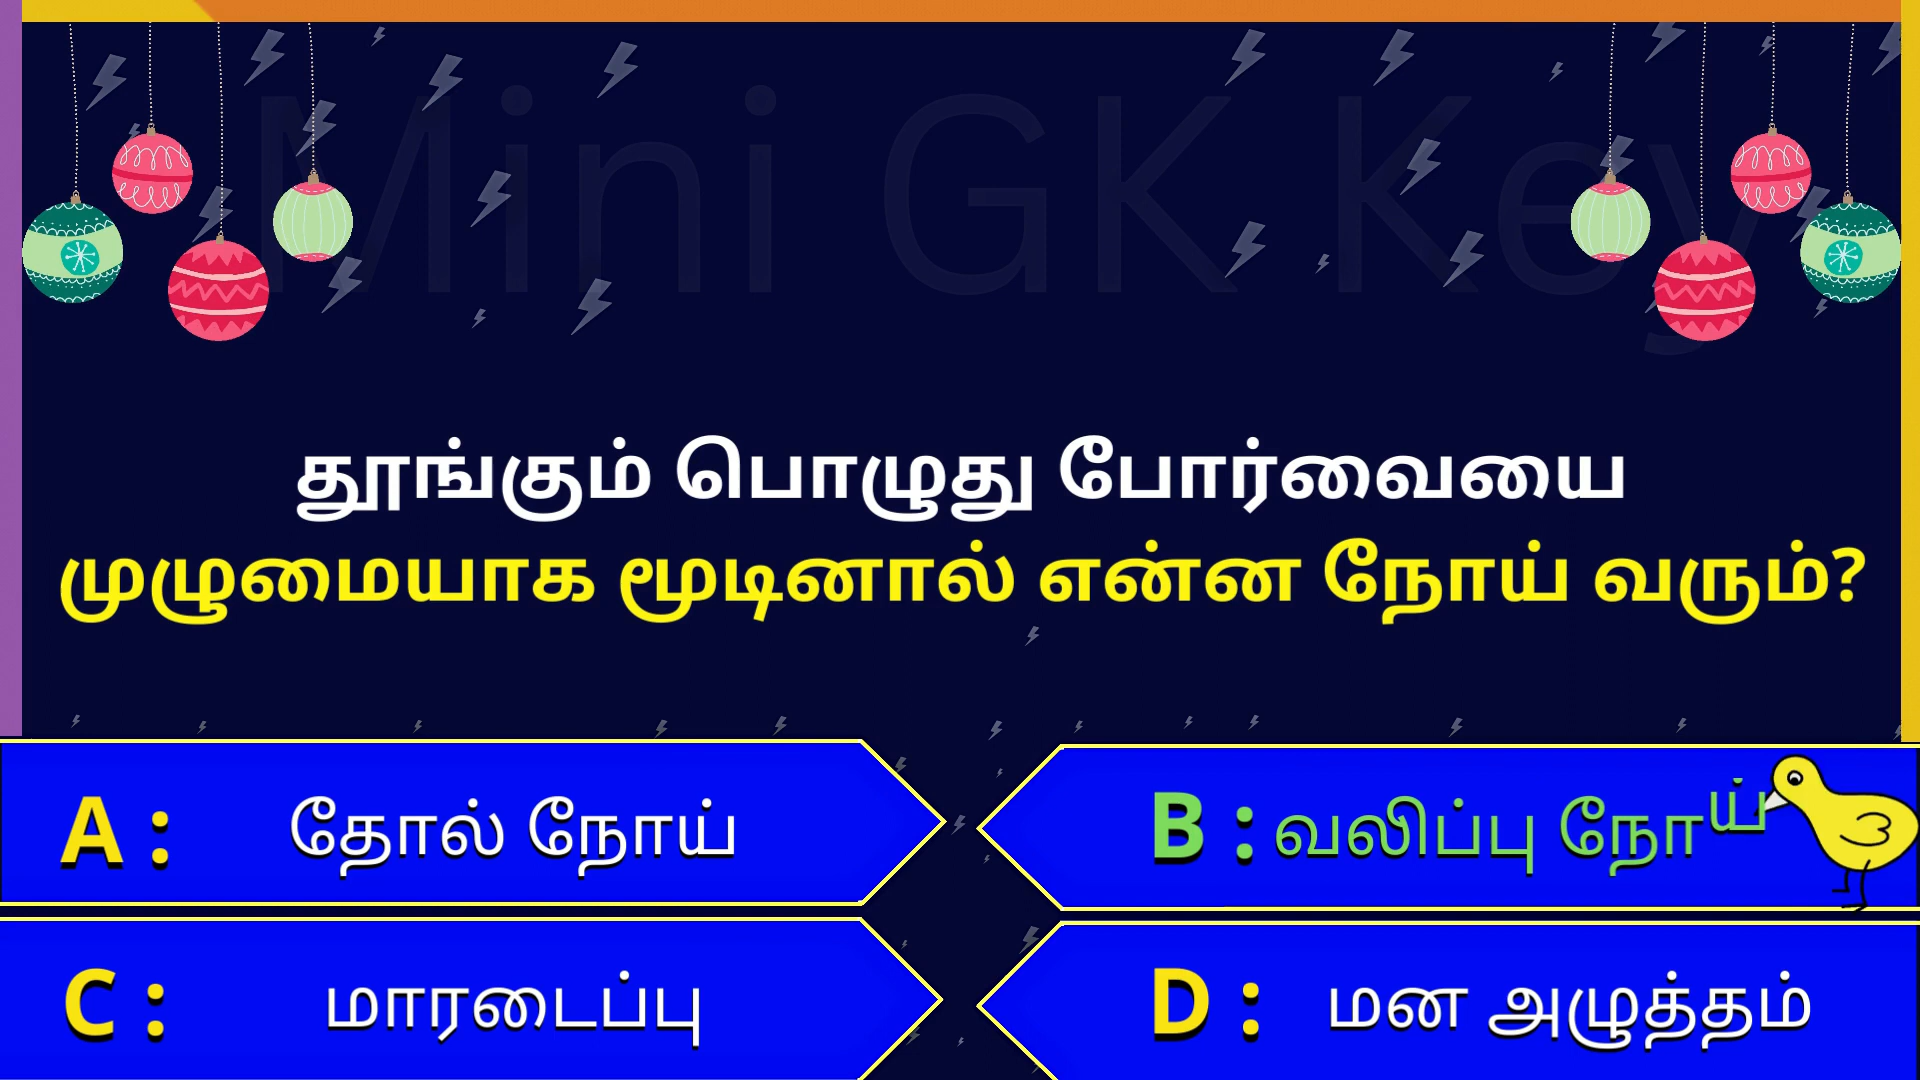 Mini GK Key
தூங்கும் பொழுது போர்வையை
முழுமையாக மூடினால் என்ன நோய் வரும்?
A : தோல் நோய்
B : வலிப்பு நோய்
C : மாரடைப்பு
D : மன அழுத்தம்